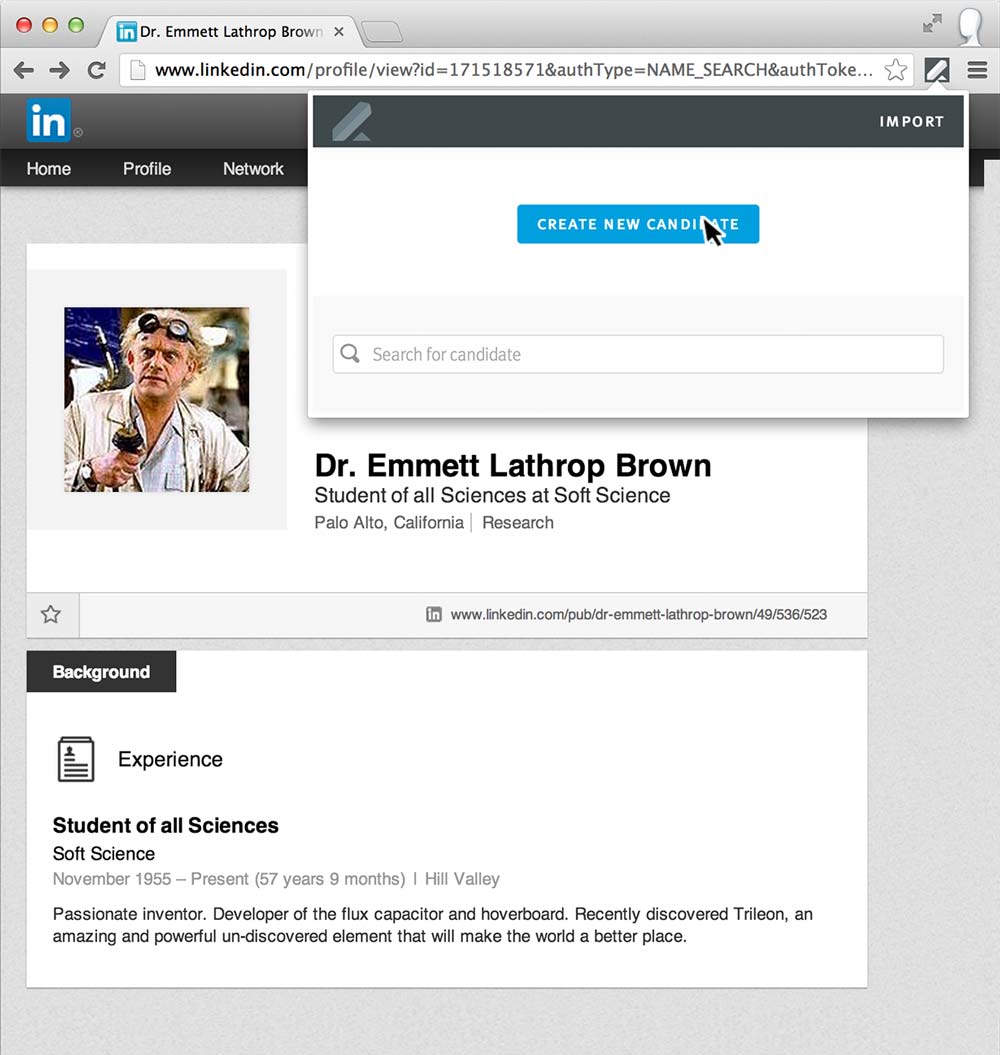 in Dr. Emmett Lathrop Brown
www.linkedin.com/profile/view?id=171518571&authType=NAME_SEARCH&authToke...
in ®
IMPORT
Home Profile Network
CREATE NEW CANDIDATE
Search for candidate
Dr. Emmett Lathrop Brown
Student of all Sciences at Soft Science
Palo Alto, California | Research
in www.linkedin.com/pub/dr-emmett-lathrop-brown/49/536/523
Background
Experience
Student of all Sciences
Soft Science
November 1955 – Present (57 years 9 months) | Hill Valley
Passionate inventor. Developer of the flux capacitor and hoverboard. Recently discovered Trileon, an
amazing and powerful un-discovered element that will make the world a better place.